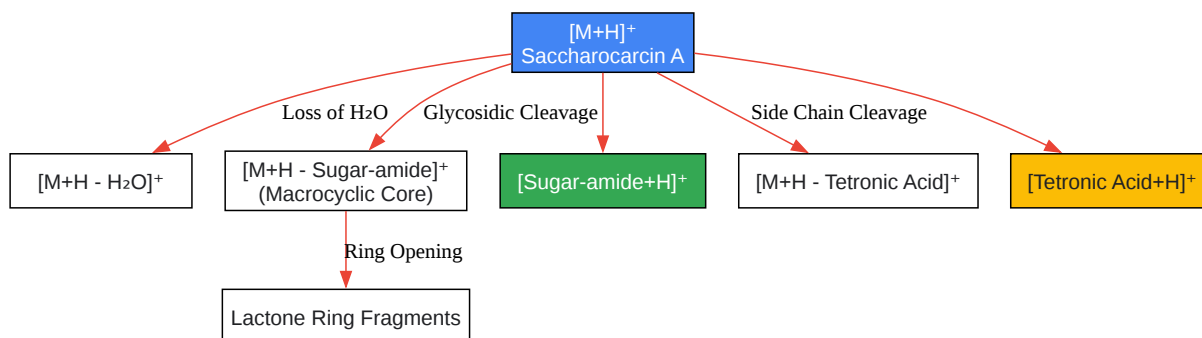 [M+H]⁺
Saccharocarcin A
Loss of H₂O
Glycosidic Cleavage
Side Chain Cleavage
[M+H - H₂O]⁺
[M+H - Sugar-amide]⁺
(Macrocyclic Core)
[Sugar-amide+H]⁺
[M+H - Tetronic Acid]⁺
[Tetronic Acid+H]⁺
Ring Opening
Lactone Ring Fragments